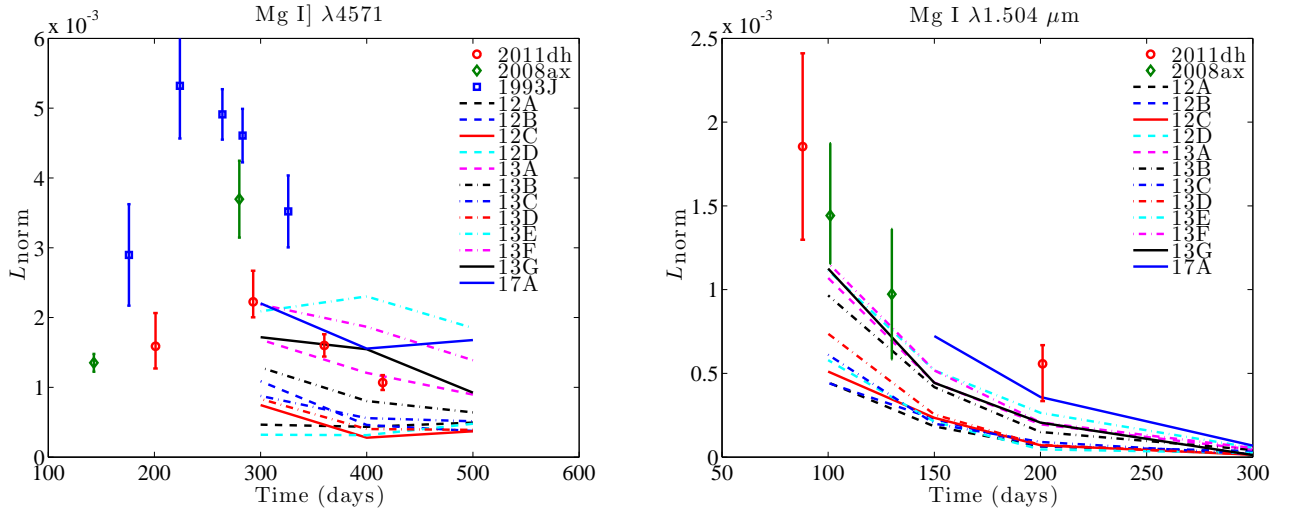 Mg I] λ4571
x 10⁻³
6
5
4
3
2
1
0
100
200
300
400
500
600
Time (days)
L_norm
2011dh
2008ax
1993J
12A
12B
12C
12D
13A
13B
13C
13D
13E
13F
13G
17A
Mg I λ1.504 μm
x 10⁻³
2.5
2
1.5
1
0.5
0
50
100
150
200
250
300
Time (days)
L_norm
2011dh
2008ax
12A
12B
12C
12D
13A
13B
13C
13D
13E
13F
13G
17A